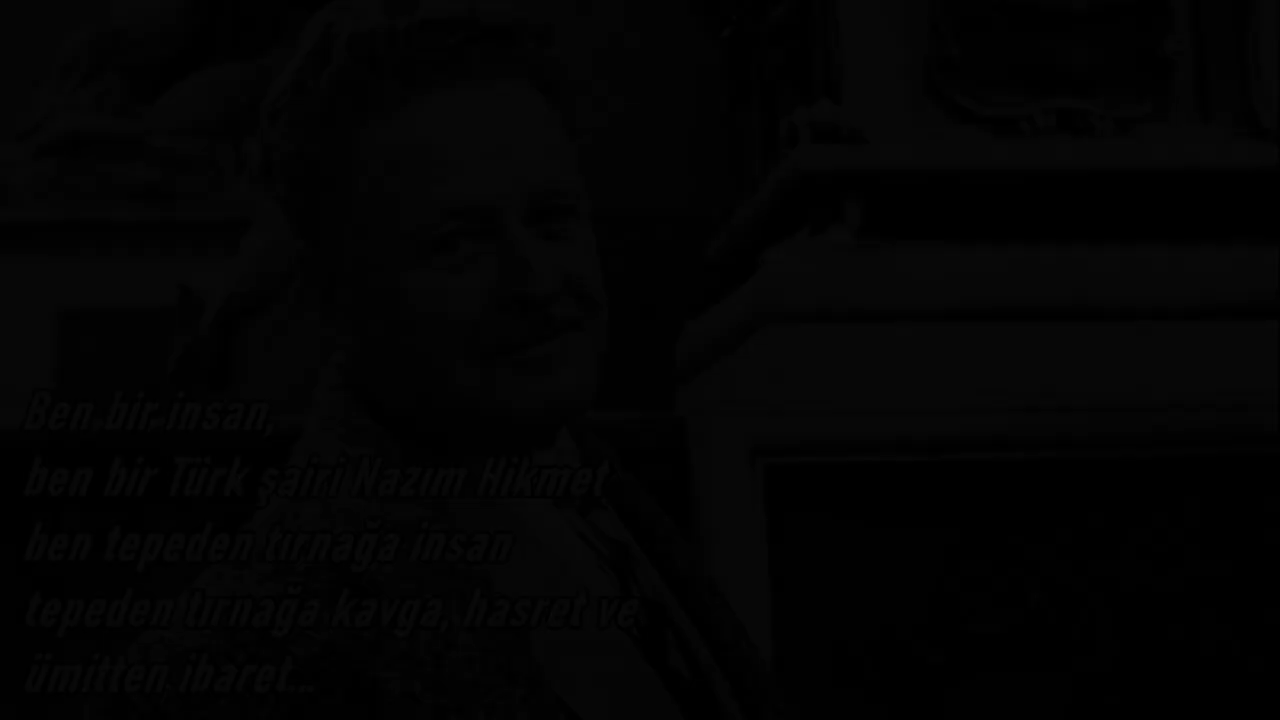 Ben bir insan,
ben bir Türk şairi Nazım Hikmet
ben tepeden tırnağa insan
tepeden tırnağa kavga, hasret ve
ümitten ibaret...